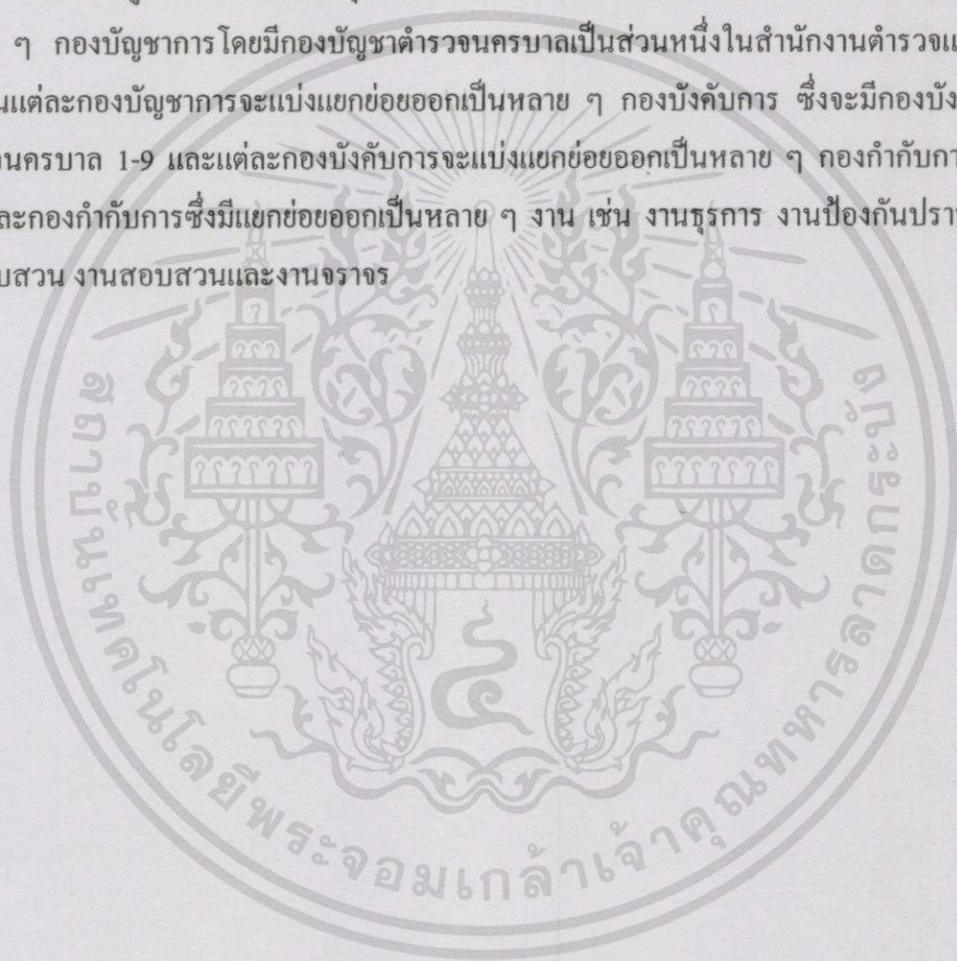 ๆ กองบัญชาการ โดยมีกองบัญชาตำรวจนครบาลเป็นส่วนหนึ่งในสำนักงานตำรวจแ
นแต่ละกองบัญชาการจะแบ่งแยกย่อยออกเป็นหลาย ๆ กองบังคับการ ซึ่งจะมีกองบัง
วนครบาล 1-9 และแต่ละกองบังคับการจะแบ่งแยกย่อยออกเป็นหลาย ๆ กองกำกับกา
ละกองกำกับการซึ่งมีแยกย่อยออกเป็นหลาย ๆ งาน เช่น งานธุรการ งานป้องกันปรา
บสวน งานสอบสวนและงานจราจร
สถาบันเทคโนโลยีพระจอมเกล้าเจ้าคุณทหารลาดกระบัง
๔